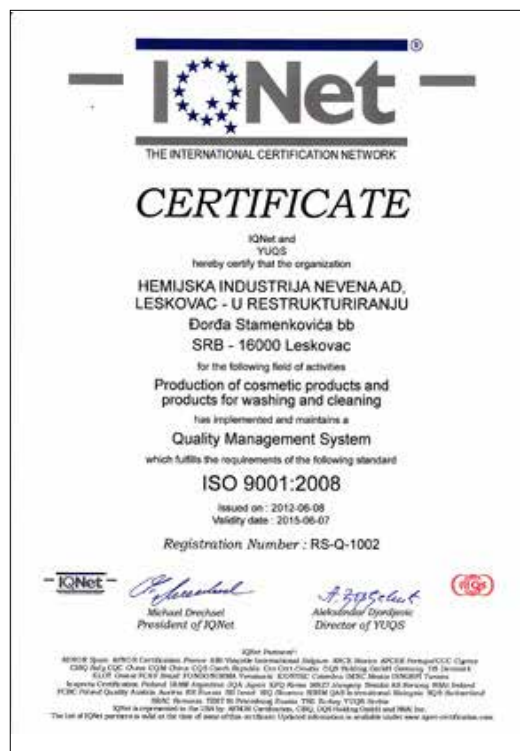 IQNet
®
THE INTERNATIONAL CERTIFICATION NETWORK
CERTIFICATE
IQNet and
YUQS
hereby certify that the organization
HEMIJSKA INDUSTRIJA NEVENA AD,
LESKOVAC - U RESTRUKTURIRANJU
Đorđa Stamenkovića bb
SRB - 16000 Leskovac
for the following field of activities
Production of cosmetic products and
products for washing and cleaning
has implemented and maintains a
Quality Management System
which fulfills the requirements of the following standard
ISO 9001:2008
Issued on : 2012-06-08
Validity date : 2015-06-07
Registration Number : RS-Q-1002
IQNet
YUQS
Michael Drechsel
President of IQNet
Aleksandar Djordjevic
Director of YUQS
IQNet Partners*: